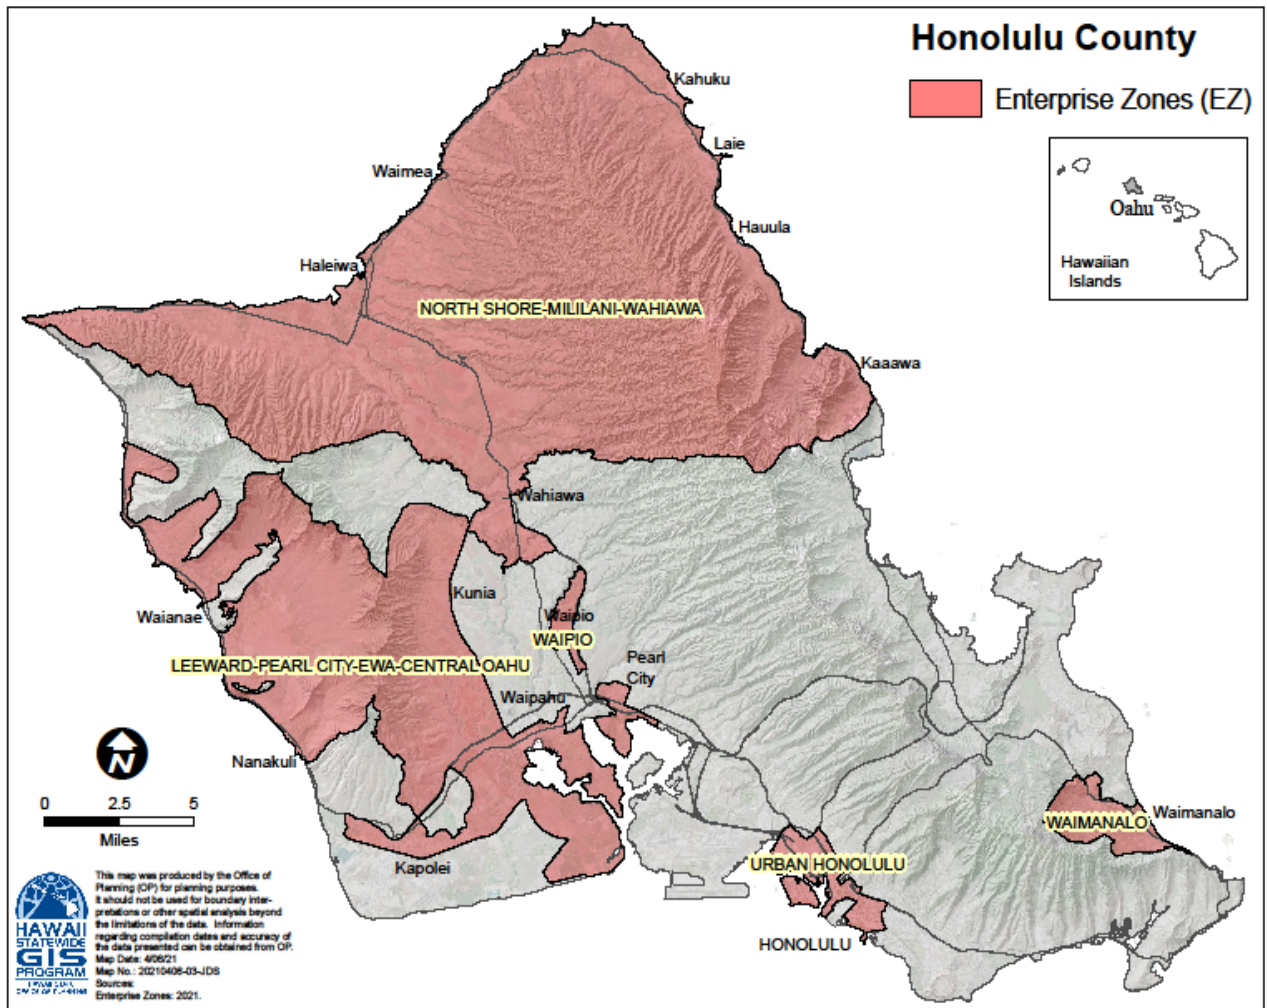 Honolulu County
Enterprise Zones (EZ)
Oahu
Hawaiian
Islands
Kahuku
Laie
Waimea
Hauula
Haleiwa
NORTH SHORE-MILILANI-WAHIAWA
Kaaawa
Wahiawa
Kunia
Waipio
Waianae
WAIPIO
Pearl
City
LEEWARD-PEARL CITY-EWA-CENTRAL OAHU
Waipahu
Nanakuli
N
0 2.5 5
Miles
Waimanalo
WAIMANALO
URBAN HONOLULU
Kapolei
HONOLULU
This map was produced by the Office of
Planning (OP) for planning purposes.
It should not be used for boundary inter-
pretations or other spatial analysis beyond
the limitations of the data. Information
regarding compilation dates and accuracy of
the data presented can be obtained from OP.
Map Date: 4/06/21
Map No.: 20210406-03-JDS
Sources:
Enterprise Zones: 2021.
HAWAII
STATEWIDE
GIS
PROGRAM